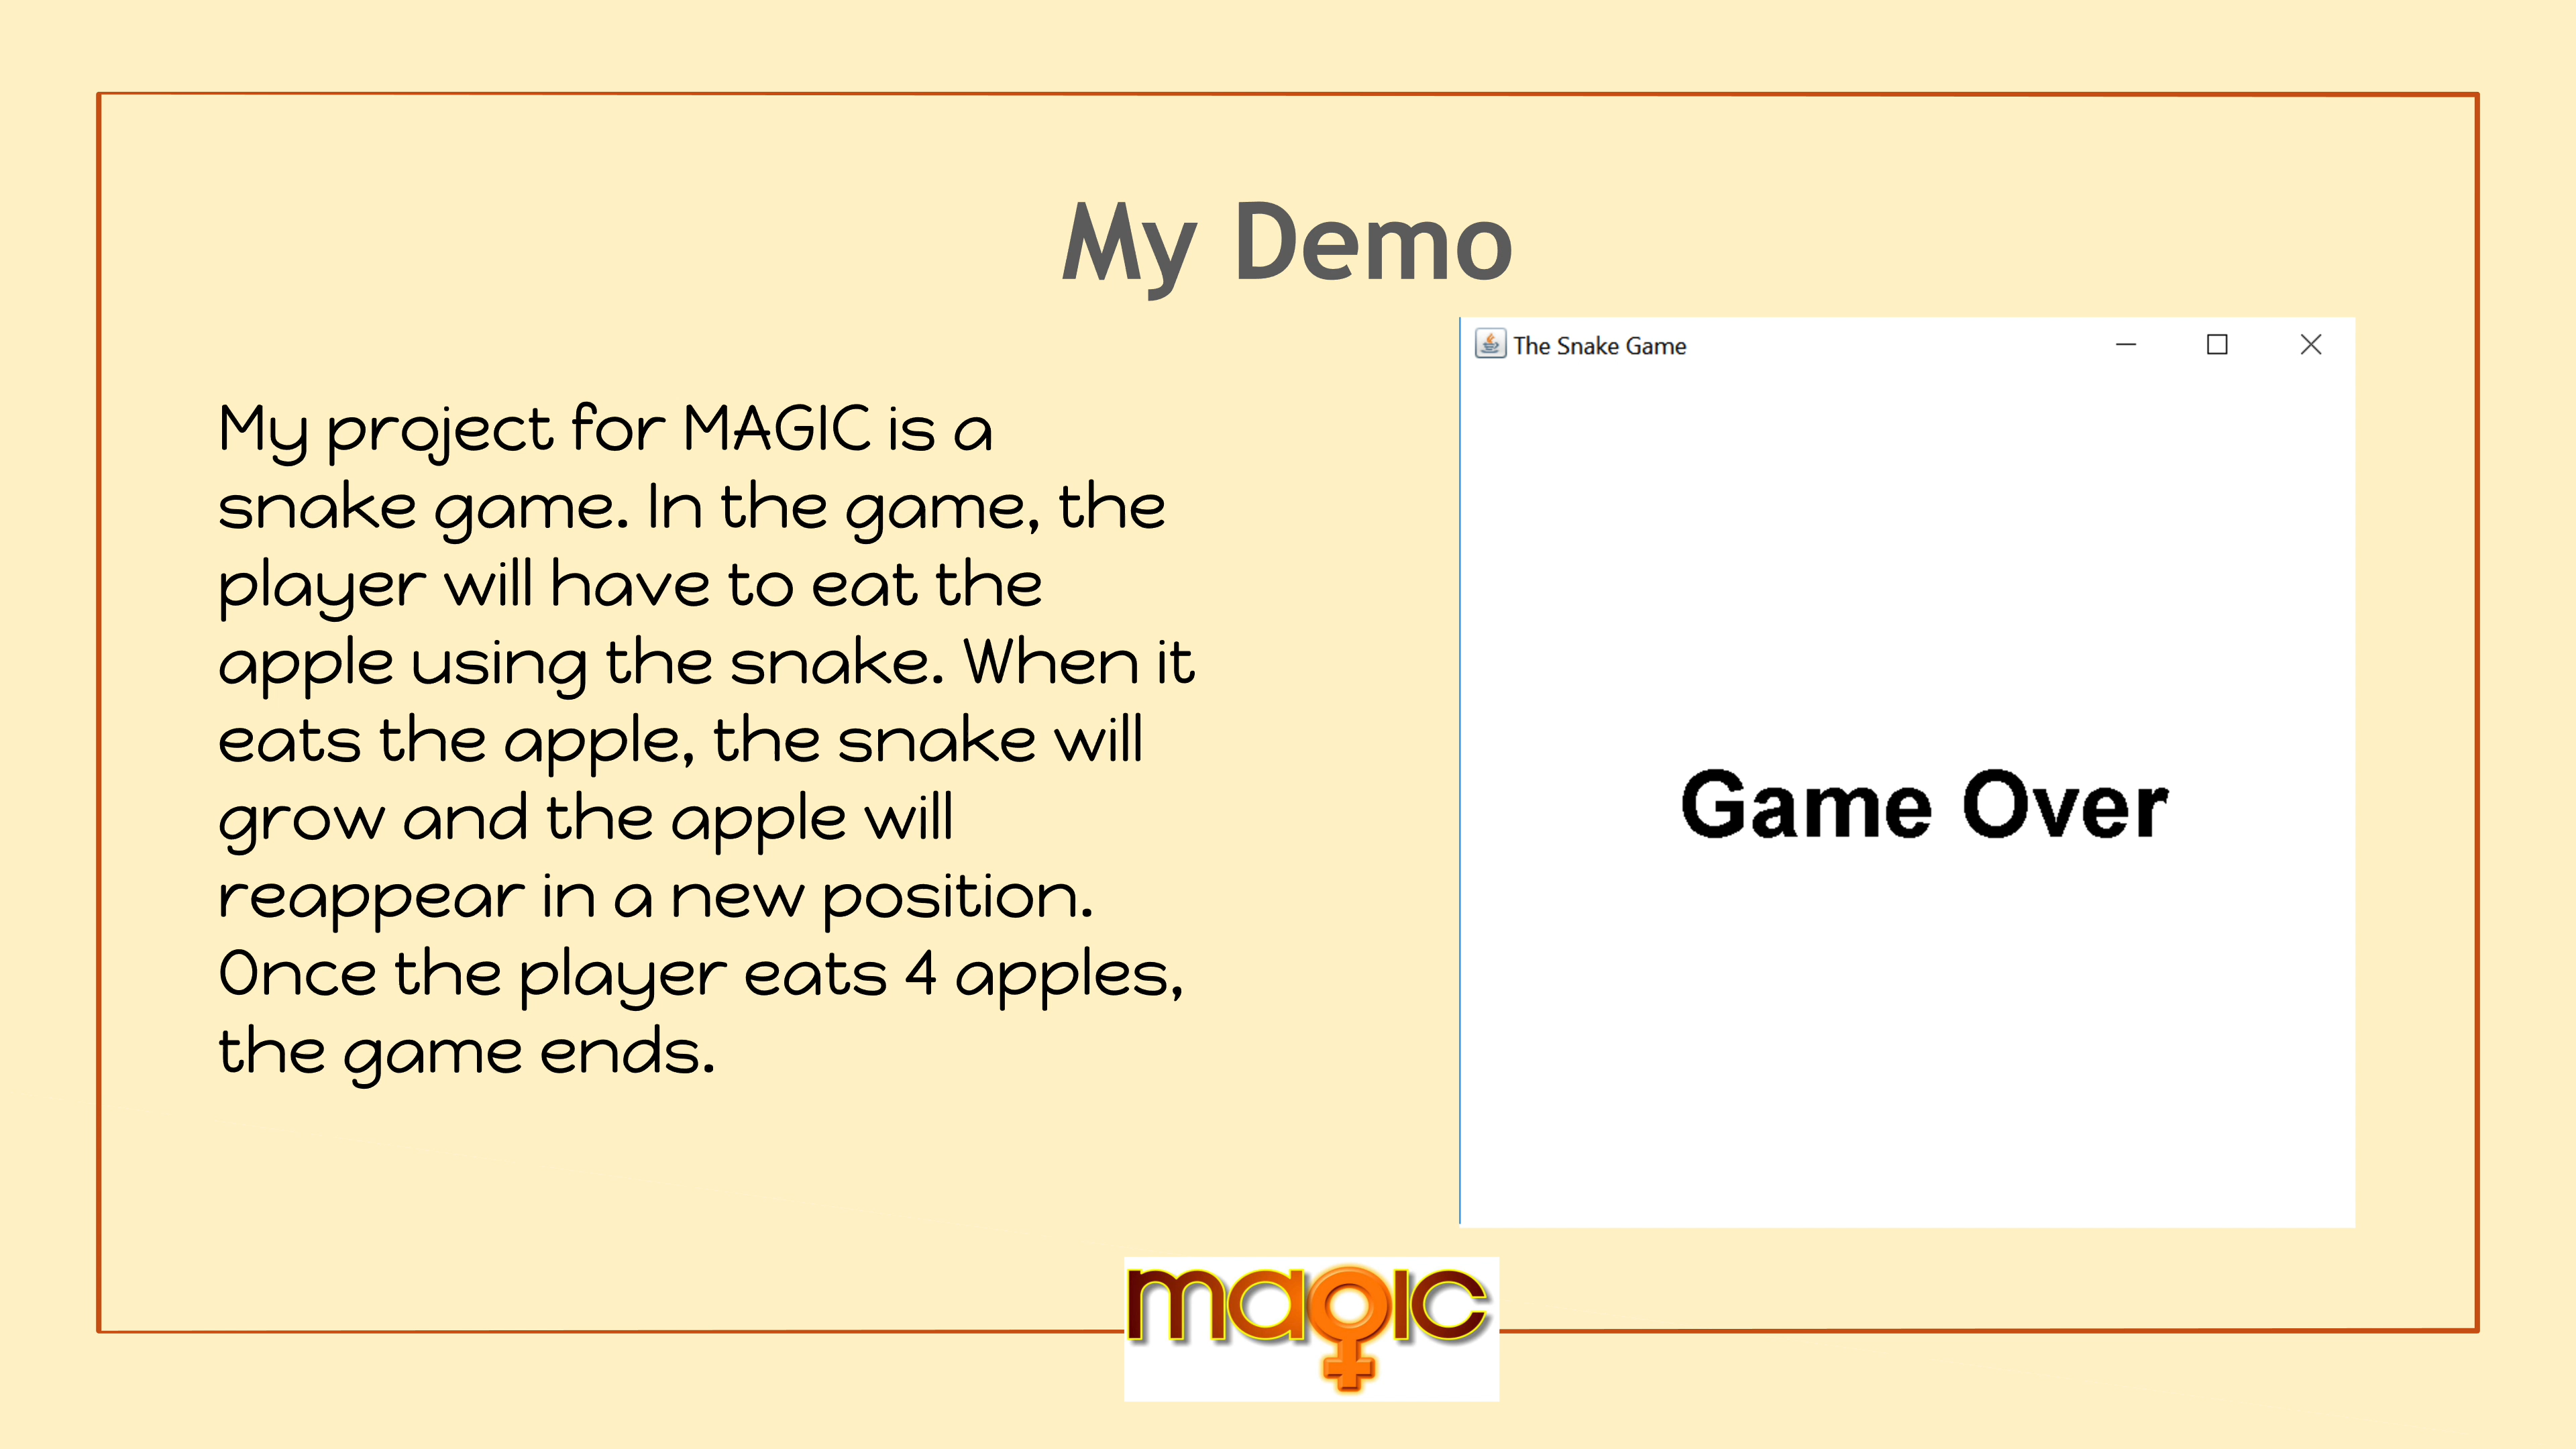 My Demo
My project for MAGIC is a
snake game. In the game, the
player will have to eat the
apple using the snake. When it
eats the apple, the snake will
grow and the apple will
reappear in a new position.
Once the player eats 4 apples,
the game ends.
The Snake Game
Game Over
magic